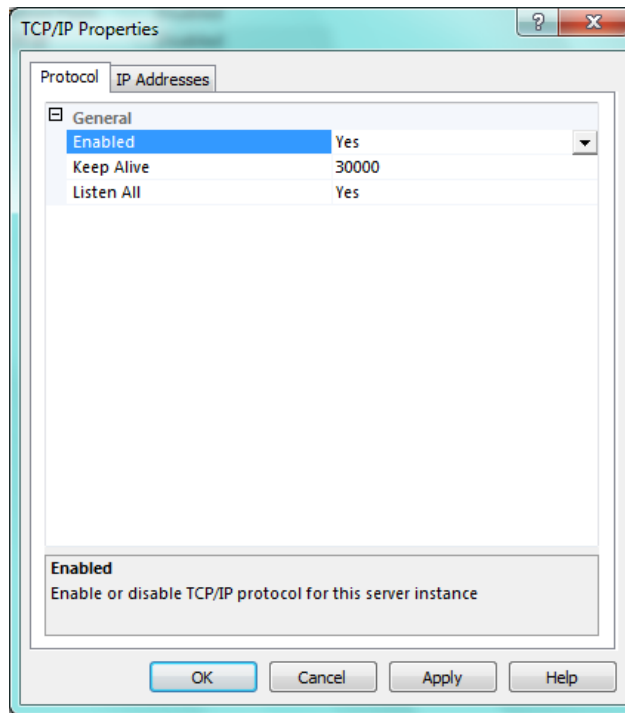 TCP/IP Properties
Protocol
IP Addresses
General
Enabled Yes
Keep Alive 30000
Listen All Yes
Enabled
Enable or disable TCP/IP protocol for this server instance
OK Cancel Apply Help